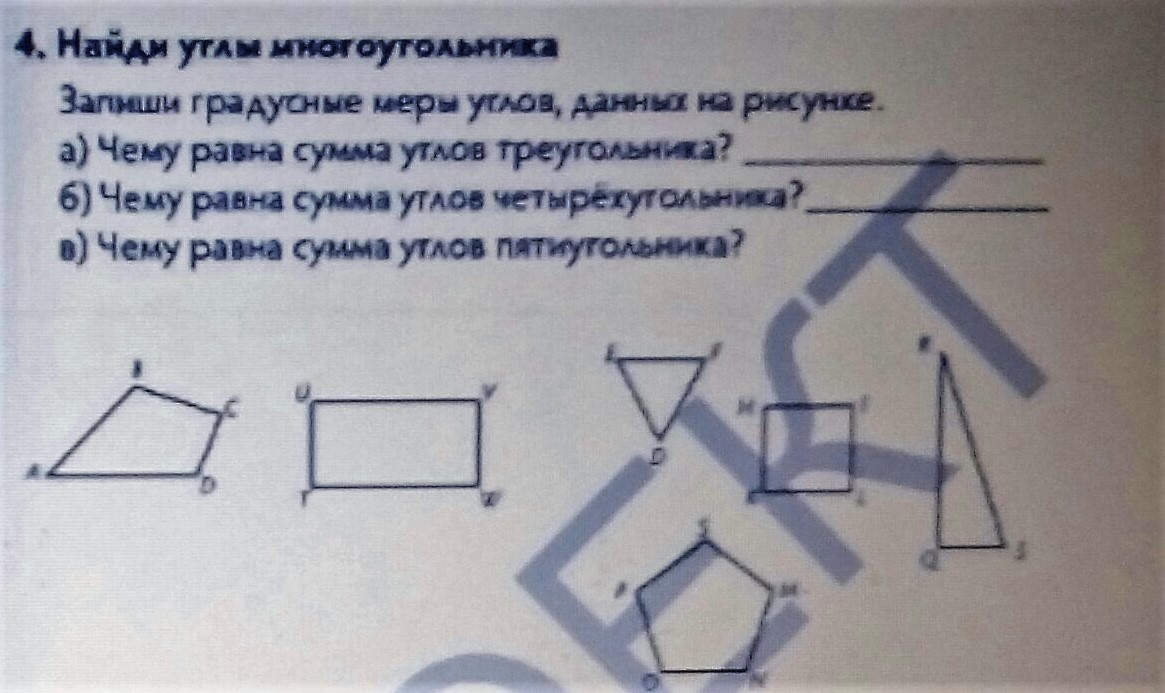 4. Найди углы многоугольника
Запиши градусные меры углов, данных на рисунке.
а) Чему равна сумма углов треугольника?
б) Чему равна сумма углов четырёхугольника?
в) Чему равна сумма углов пятиугольника?
E F R
B U V M
A C D T W D
S Q S
P M
O N